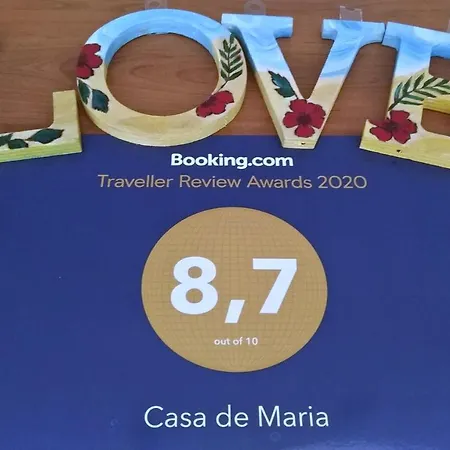 LOVE
Booking.com
Traveller Review Awards 2020
8,7
out of 10
Casa de Maria